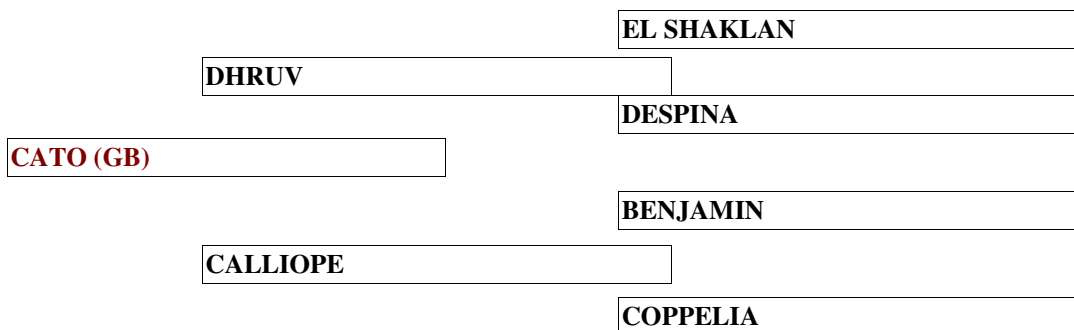 EL SHAKLAN
DHRUV
DESPINA
CATO (GB)
BENJAMIN
CALLIOPE
COPPELIA